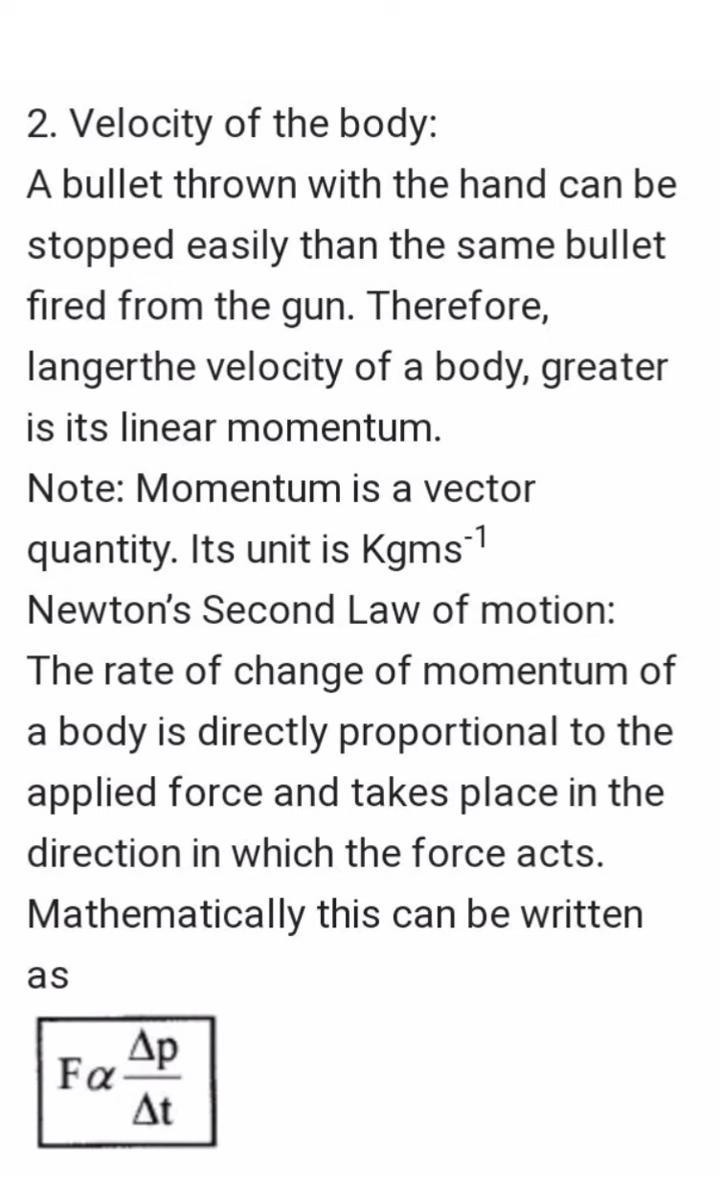 2. Velocity of the body:
A bullet thrown with the hand can be
stopped easily than the same bullet
fired from the gun. Therefore,
langerthe velocity of a body, greater
is its linear momentum.
Note: Momentum is a vector
quantity. Its unit is Kgms⁻¹
Newton’s Second Law of motion:
The rate of change of momentum of
a body is directly proportional to the
applied force and takes place in the
direction in which the force acts.
Mathematically this can be written
as
F α Δp/Δt